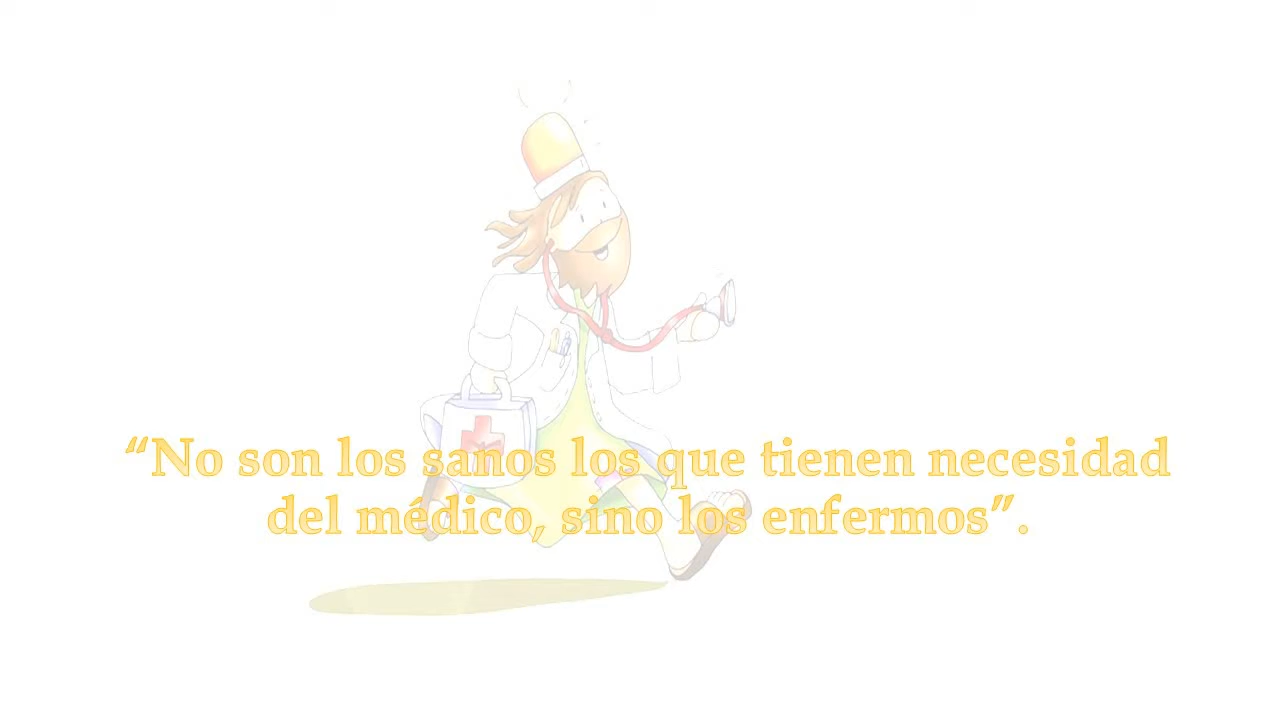 “No son los sanos los que tienen necesidad
del médico, sino los enfermos”.